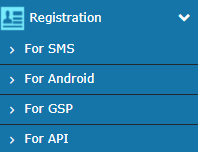 Registration
For SMS
For Android
For GSP
For API